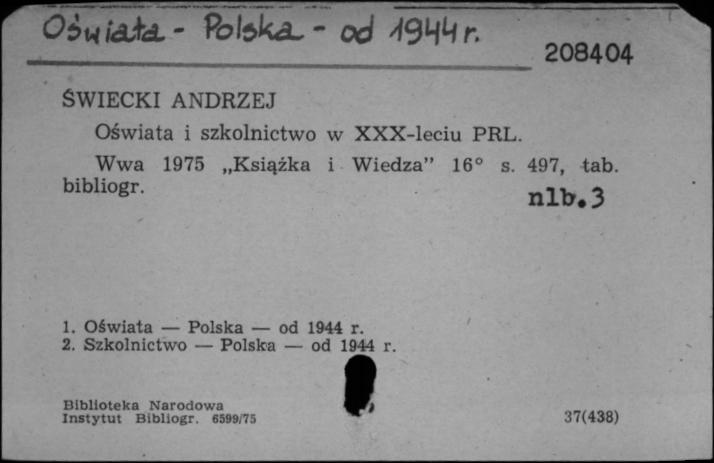 Oświata - Polska - od 1944 r.
208404
ŚWIECKI ANDRZEJ
Oświata i szkolnictwo w XXX-leciu PRL.
Wwa 1975 „Książka i Wiedza” 16° s. 497, tab.
bibliogr.
nlb.3
1. Oświata — Polska — od 1944 r.
2. Szkolnictwo — Polska — od 1944 r.
Biblioteka Narodowa
Instytut Bibliogr. 6599/75
37(438)